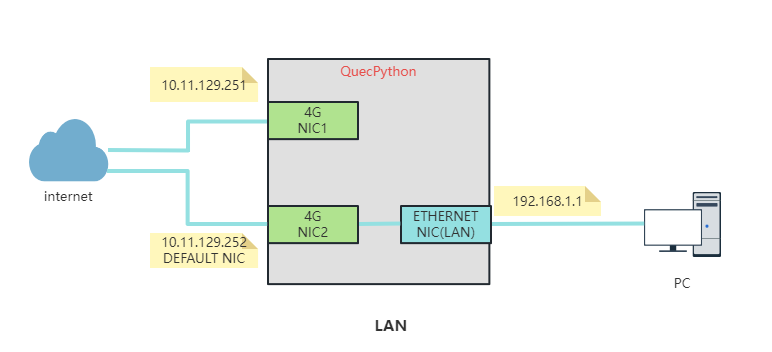 QuecPython
10.11.129.251
4G
NIC1
internet
192.168.1.1
4G
NIC2
ETHERNET
NIC(LAN)
10.11.129.252
DEFAULT NIC
PC
LAN